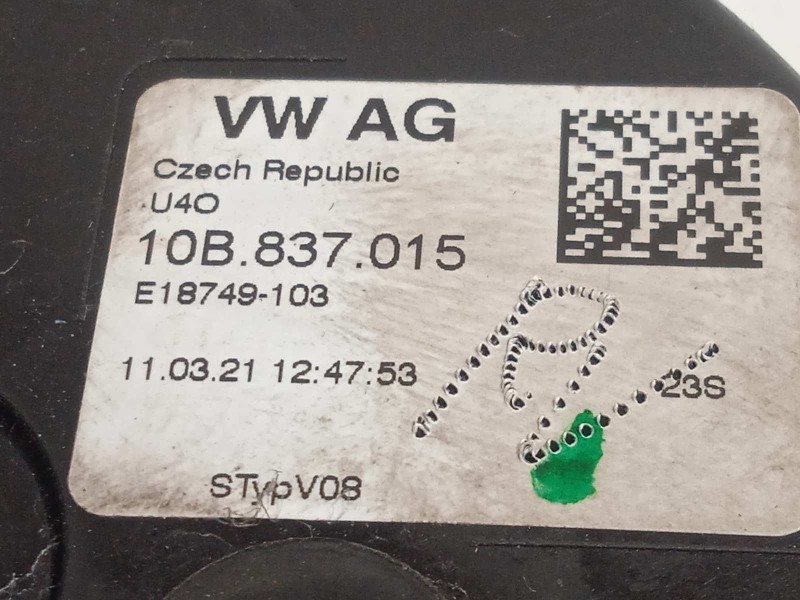 VW AG
Czech Republic
U4O
10B.837.015
E18749-103
11.03.21 12:47:53
23S
STypV08